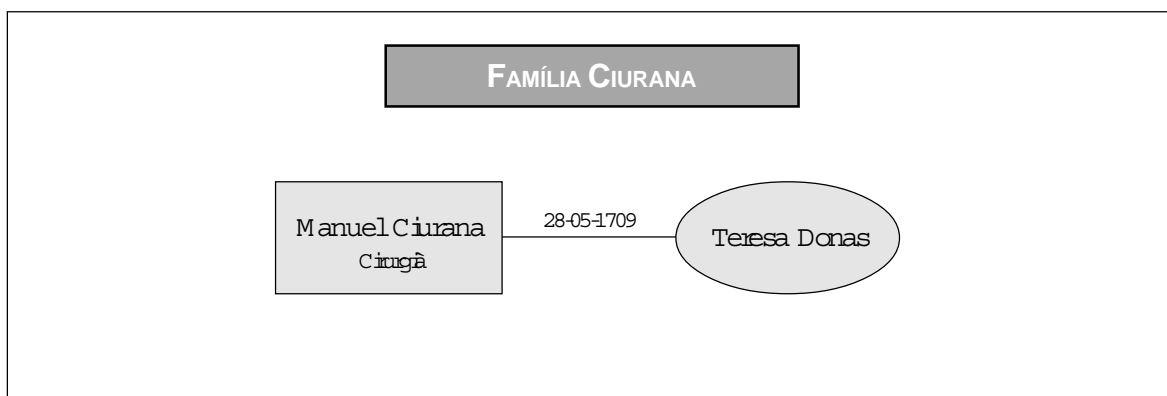 FAMÍLIA CIURANA
Manuel Ciurana
Cirurgià
28-05-1709
Teresa Donas